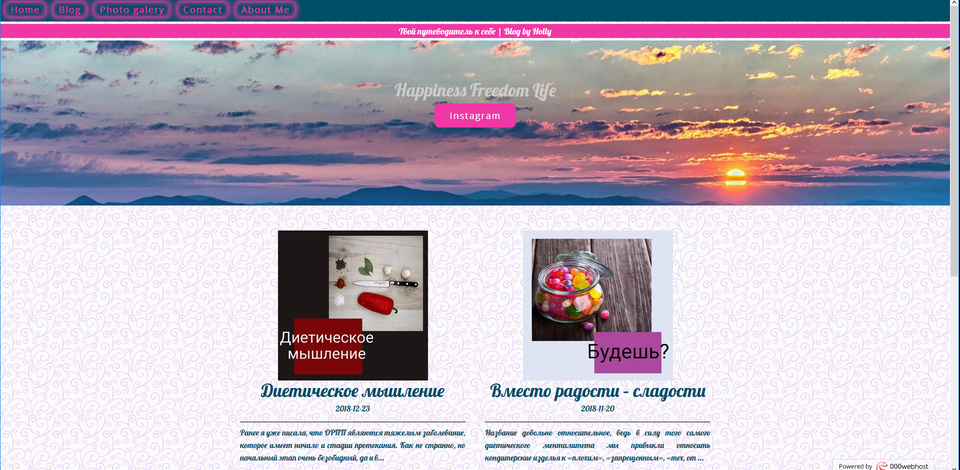 Home Blog Photo galery Contact About Me
Твой путеводитель к себе | Blog by Holly
Happiness Freedom Life
Instagram
Диетическое
мышление
Диетическое мышление
2018-12-23
Ранее я уже писала, что ОРПП являются тяжелым заболевание,
которое имеет начало и стадии протекания. Как не странно, но
начальный этап очень безобидный, да и в...
Будешь?
Вместо радости – сладости
2018-11-20
Название довольно относительное, ведь в силу того самого
диетического менталитета мы привыкли относить
кондитерские изделья к «плохим», «запрещенным», «тех, от ...
Powered by 000webhost